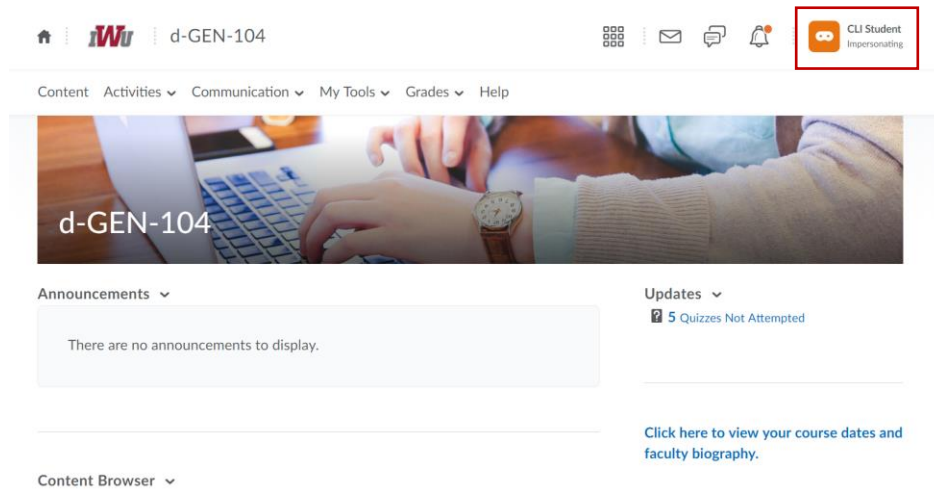 IWU
d-GEN-104
CLI Student
Impersonating
Content Activities Communication My Tools Grades Help
d-GEN-104
Announcements
There are no announcements to display.
Updates
5 Quizzes Not Attempted
Click here to view your course dates and
faculty biography.
Content Browser